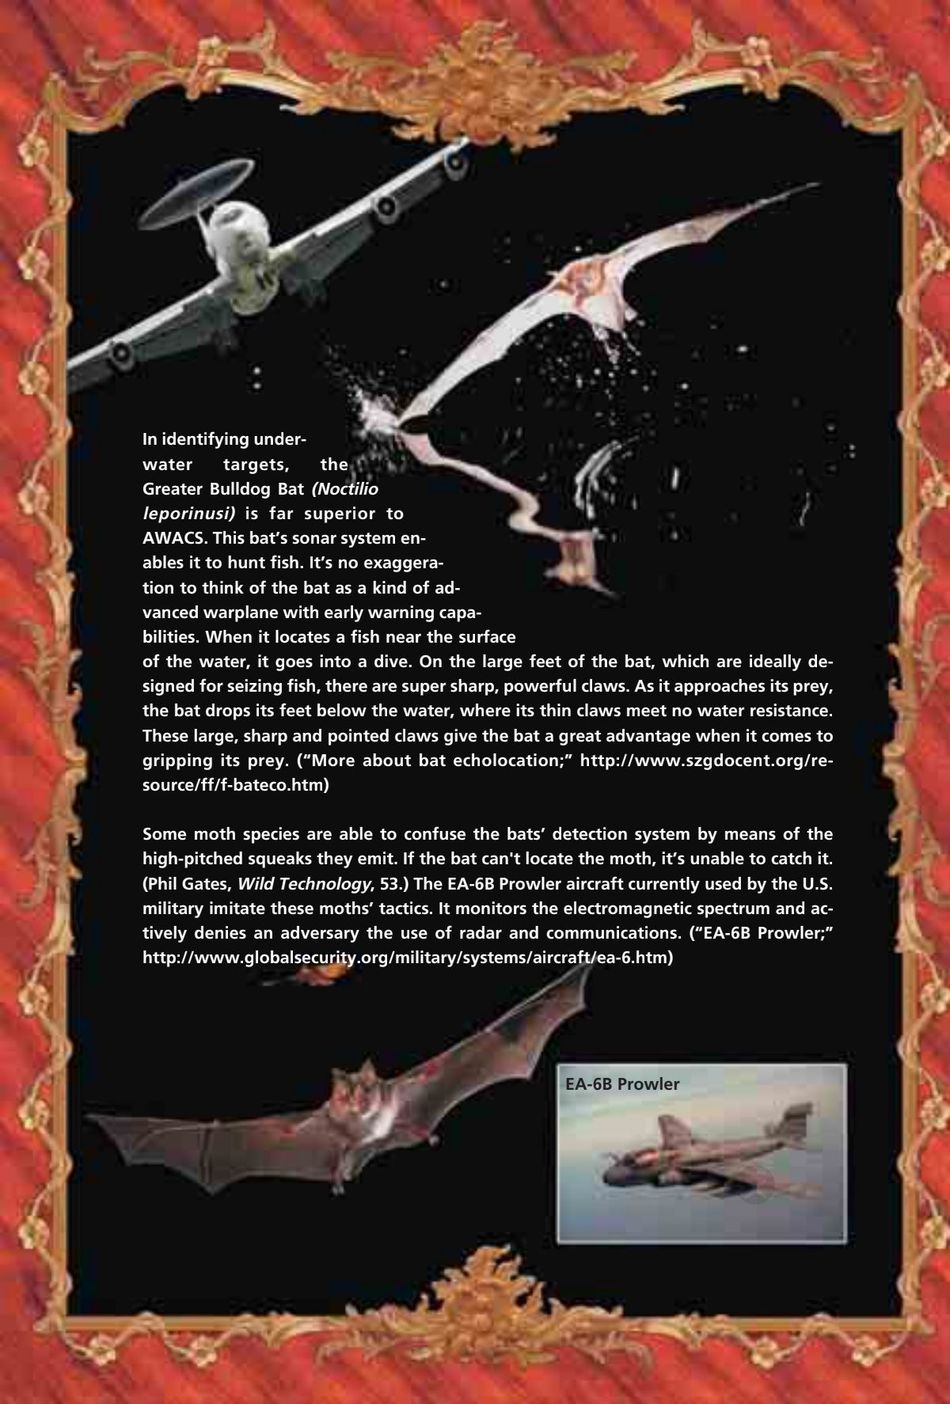 In identifying under-
water targets, the
Greater Bulldog Bat (Noctilio
leporinusi) is far superior to
AWACS. This bat’s sonar system en-
ables it to hunt fish. It’s no exaggera-
tion to think of the bat as a kind of ad-
vanced warplane with early warning capa-
bilities. When it locates a fish near the surface
of the water, it goes into a dive. On the large feet of the bat, which are ideally de-
signed for seizing fish, there are super sharp, powerful claws. As it approaches its prey,
the bat drops its feet below the water, where its thin claws meet no water resistance.
These large, sharp and pointed claws give the bat a great advantage when it comes to
gripping its prey. (“More about bat echolocation;” http://www.szgdocent.org/re-
source/ff/f-bateco.htm)
Some moth species are able to confuse the bats’ detection system by means of the
high-pitched squeaks they emit. If the bat can't locate the moth, it’s unable to catch it.
(Phil Gates, Wild Technology, 53.) The EA-6B Prowler aircraft currently used by the U.S.
military imitate these moths’ tactics. It monitors the electromagnetic spectrum and ac-
tively denies an adversary the use of radar and communications. (“EA-6B Prowler;”
http://www.globalsecurity.org/military/systems/aircraft/ea-6.htm)
EA-6B Prowler